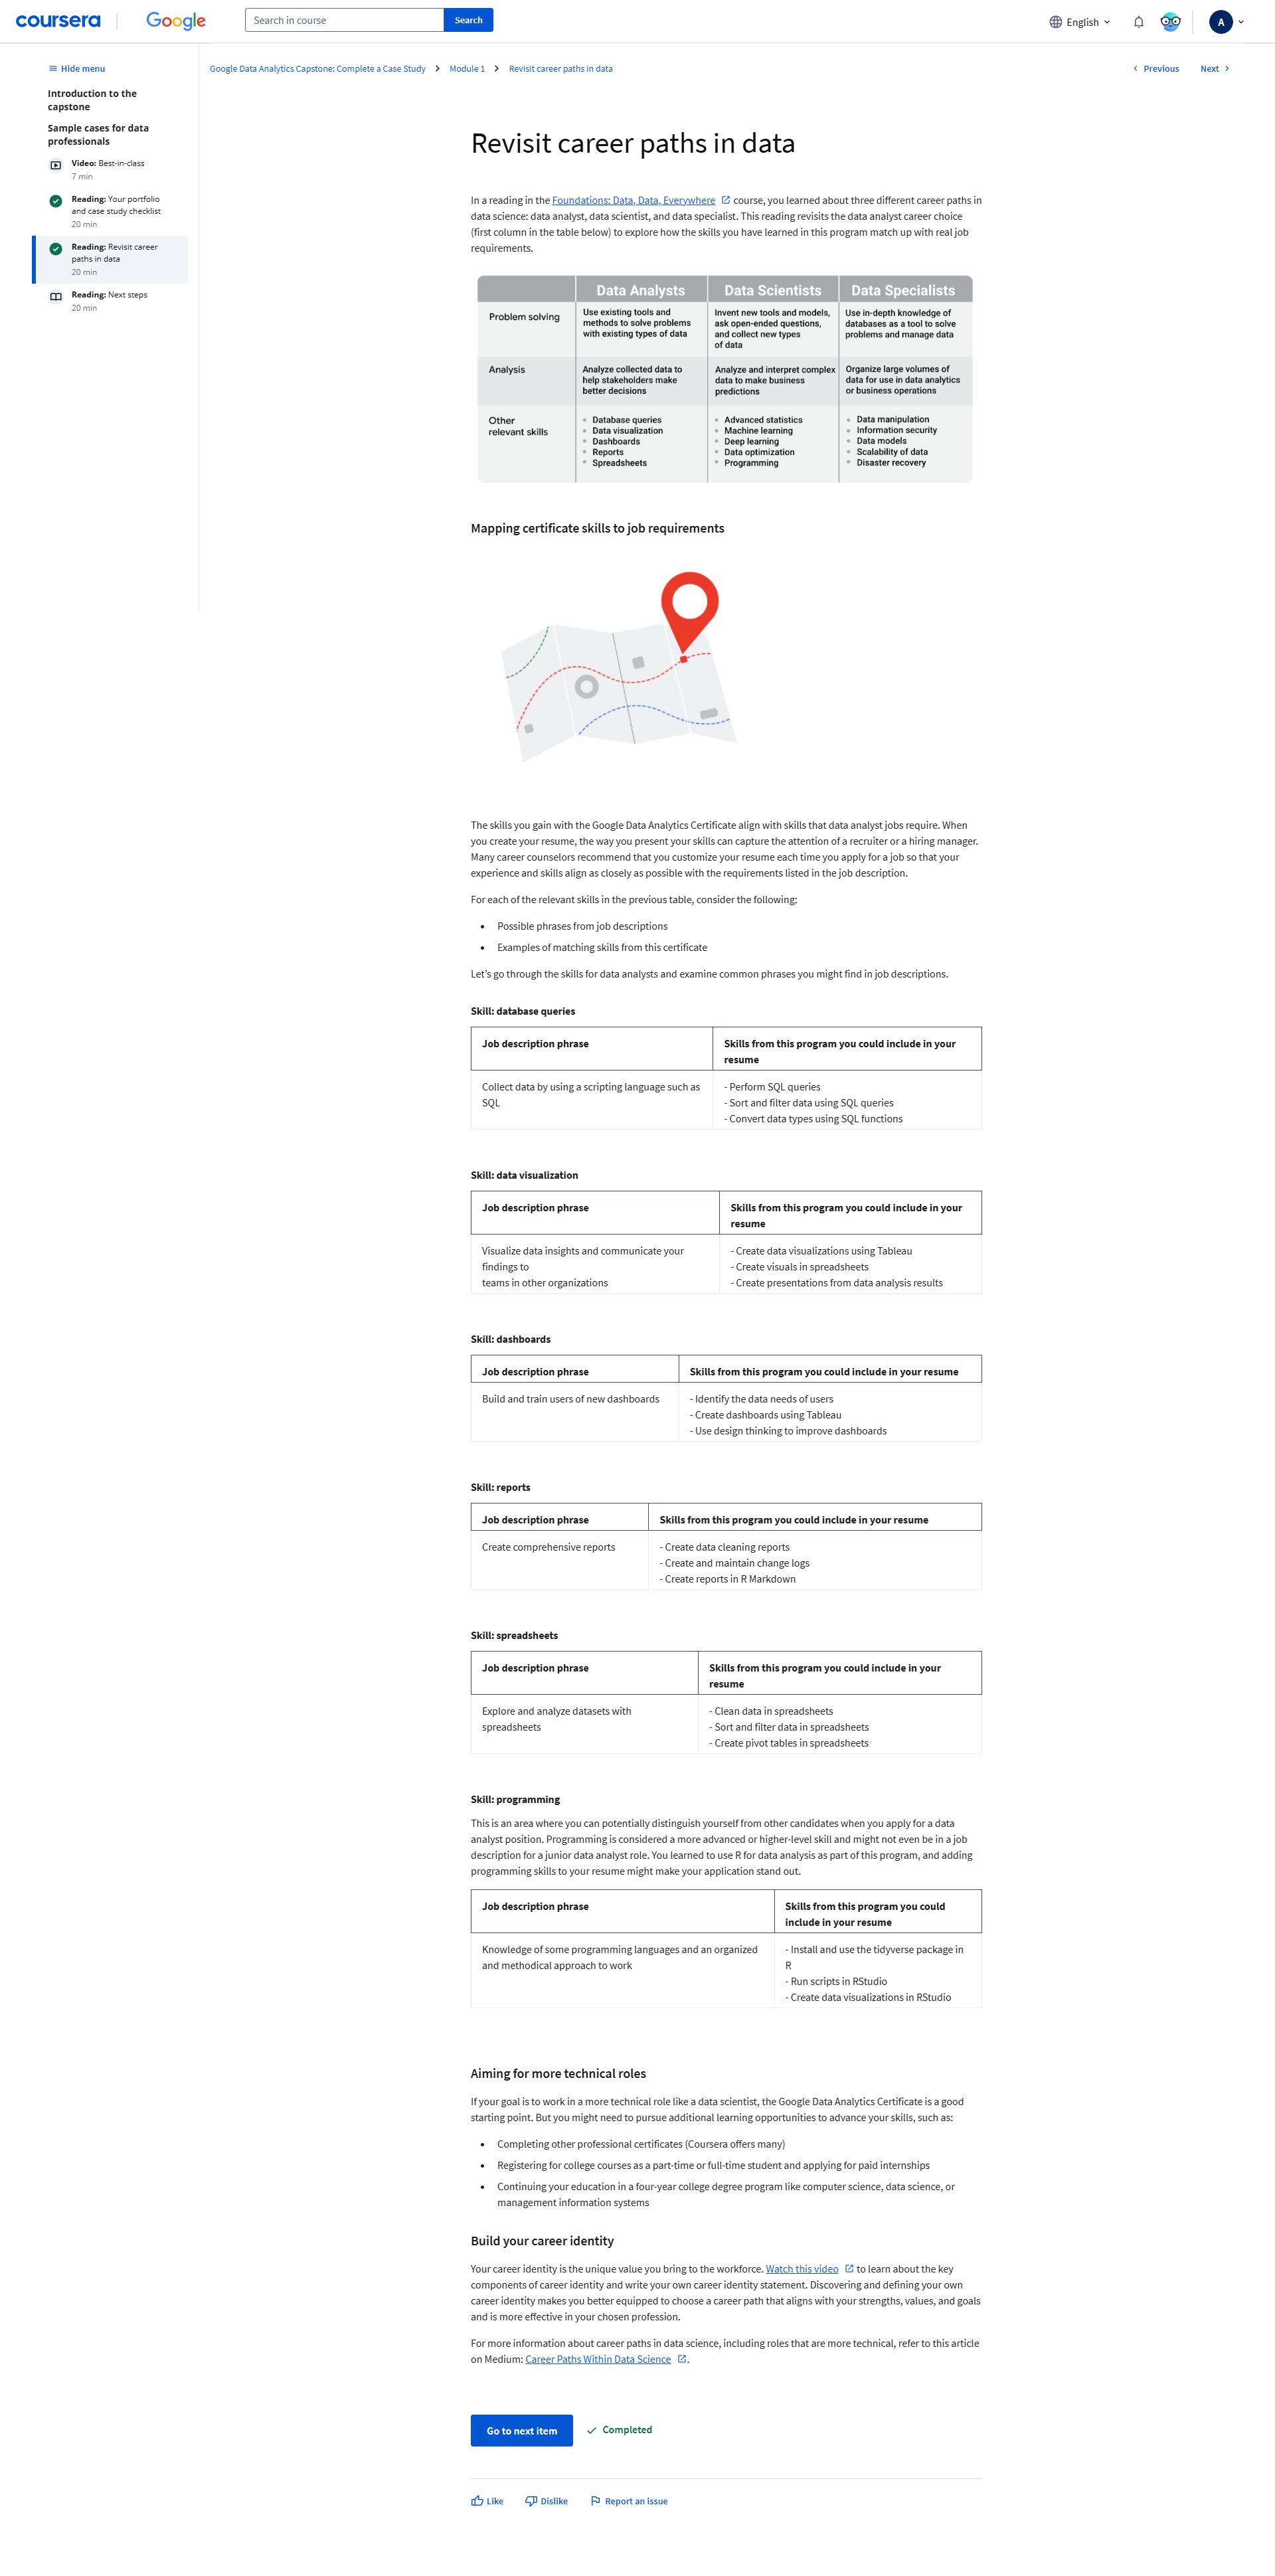 coursera
Google
Search in course
Search
English
A
Hide menu
Introduction to the
capstone
Sample cases for data
professionals
Video: Best-in-class
7 min
Reading: Your portfolio
and case study checklist
20 min
Reading: Revisit career
paths in data
20 min
Reading: Next steps
20 min
Google Data Analytics Capstone: Complete a Case Study
Module 1
Revisit career paths in data
Previous
Next
Revisit career paths in data
In a reading in the Foundations: Data, Data, Everywhere course, you learned about three different career paths in
data science: data analyst, data scientist, and data specialist. This reading revisits the data analyst career choice
(first column in the table below) to explore how the skills you have learned in this program match up with real job
requirements.
Data Analysts
Data Scientists
Data Specialists
Problem solving
Use existing tools and
methods to solve problems
with existing types of data
Invent new tools and models,
ask open-ended questions,
and collect new types
of data
Use in-depth knowledge of
databases as a tool to solve
problems and manage data
Analysis
Analyze collected data to
help stakeholders make
better decisions
Analyze and interpret complex
data to make business
predictions
Organize large volumes of
data for use in data analytics
or business operations
Other
relevant skills
• Database queries
• Data visualization
• Dashboards
• Reports
• Spreadsheets
• Advanced statistics
• Machine learning
• Deep learning
• Data optimization
• Programming
• Data manipulation
• Information security
• Data models
• Scalability of data
• Disaster recovery
Mapping certificate skills to job requirements
The skills you gain with the Google Data Analytics Certificate align with skills that data analyst jobs require. When
you create your resume, the way you present your skills can capture the attention of a recruiter or a hiring manager.
Many career counselors recommend that you customize your resume each time you apply for a job so that your
experience and skills align as closely as possible with the requirements listed in the job description.
For each of the relevant skills in the previous table, consider the following:
• Possible phrases from job descriptions
• Examples of matching skills from this certificate
Let’s go through the skills for data analysts and examine common phrases you might find in job descriptions.
Skill: database queries
Job description phrase
Skills from this program you could include in your
resume
Collect data by using a scripting language such as
SQL
- Perform SQL queries
- Sort and filter data using SQL queries
- Convert data types using SQL functions
Skill: data visualization
Job description phrase
Skills from this program you could include in your
resume
Visualize data insights and communicate your
findings to
teams in other organizations
- Create data visualizations using Tableau
- Create visuals in spreadsheets
- Create presentations from data analysis results
Skill: dashboards
Job description phrase
Skills from this program you could include in your resume
Build and train users of new dashboards
- Identify the data needs of users
- Create dashboards using Tableau
- Use design thinking to improve dashboards
Skill: reports
Job description phrase
Skills from this program you could include in your resume
Create comprehensive reports
- Create data cleaning reports
- Create and maintain change logs
- Create reports in R Markdown
Skill: spreadsheets
Job description phrase
Skills from this program you could include in your
resume
Explore and analyze datasets with
spreadsheets
- Clean data in spreadsheets
- Sort and filter data in spreadsheets
- Create pivot tables in spreadsheets
Skill: programming
This is an area where you can potentially distinguish yourself from other candidates when you apply for a data
analyst position. Programming is considered a more advanced or higher-level skill and might not even be in a job
description for a junior data analyst role. You learned to use R for data analysis as part of this program, and adding
programming skills to your resume might make your application stand out.
Job description phrase
Skills from this program you could
include in your resume
Knowledge of some programming languages and an organized
and methodical approach to work
- Install and use the tidyverse package in
R
- Run scripts in RStudio
- Create data visualizations in RStudio
Aiming for more technical roles
If your goal is to work in a more technical role like a data scientist, the Google Data Analytics Certificate is a good
starting point. But you might need to pursue additional learning opportunities to advance your skills, such as:
• Completing other professional certificates (Coursera offers many)
• Registering for college courses as a part-time or full-time student and applying for paid internships
• Continuing your education in a four-year college degree program like computer science, data science, or
management information systems
Build your career identity
Your career identity is the unique value you bring to the workforce. Watch this video to learn about the key
components of career identity and write your own career identity statement. Discovering and defining your own
career identity makes you better equipped to choose a career path that aligns with your strengths, values, and goals
and is more effective in your chosen profession.
For more information about career paths in data science, including roles that are more technical, refer to this article
on Medium: Career Paths Within Data Science .
Go to next item
Completed
Like
Dislike
Report an issue